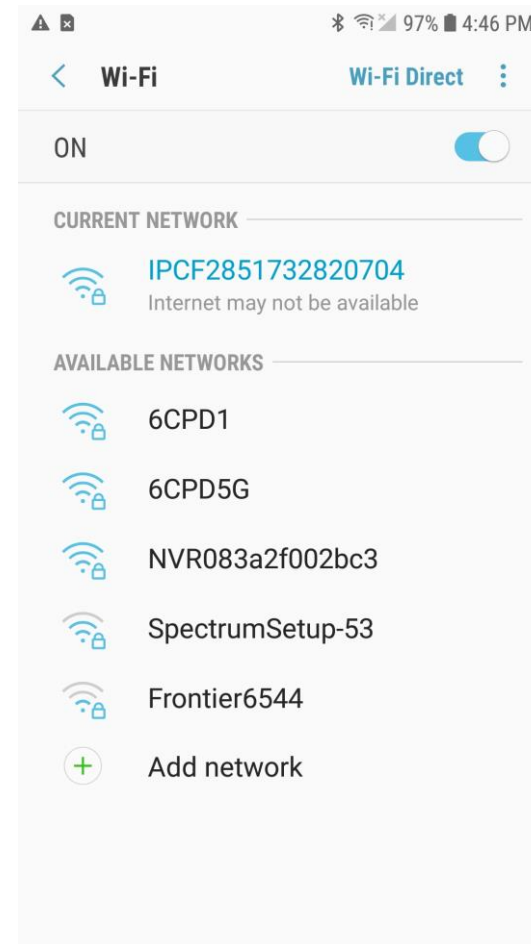 97% 4:46 PM
Wi-Fi Wi-Fi Direct
ON
CURRENT NETWORK
IPCF2851732820704
Internet may not be available
AVAILABLE NETWORKS
6CPD1
6CPD5G
NVR083a2f002bc3
SpectrumSetup-53
Frontier6544
Add network